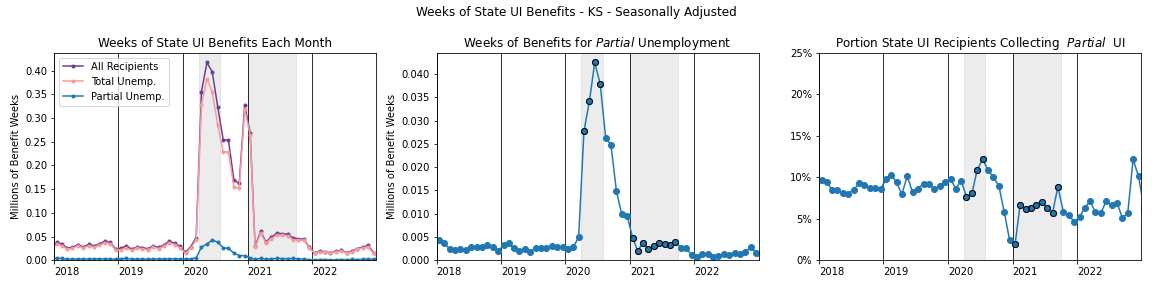 Weeks of State UI Benefits - KS - Seasonally Adjusted
Weeks of State UI Benefits Each Month
Millions of Benefit Weeks
0.40
0.35
0.30
0.25
0.20
0.15
0.10
0.05
0.00
All Recipients
Total Unemp.
Partial Unemp.
2018 2019 2020 2021 2022
Weeks of Benefits for Partial Unemployment
Millions of Benefit Weeks
0.040
0.035
0.030
0.025
0.020
0.015
0.010
0.005
0.000
2018 2019 2020 2021 2022
Portion State UI Recipients Collecting Partial UI
25%
20%
15%
10%
5%
0%
2018 2019 2020 2021 2022